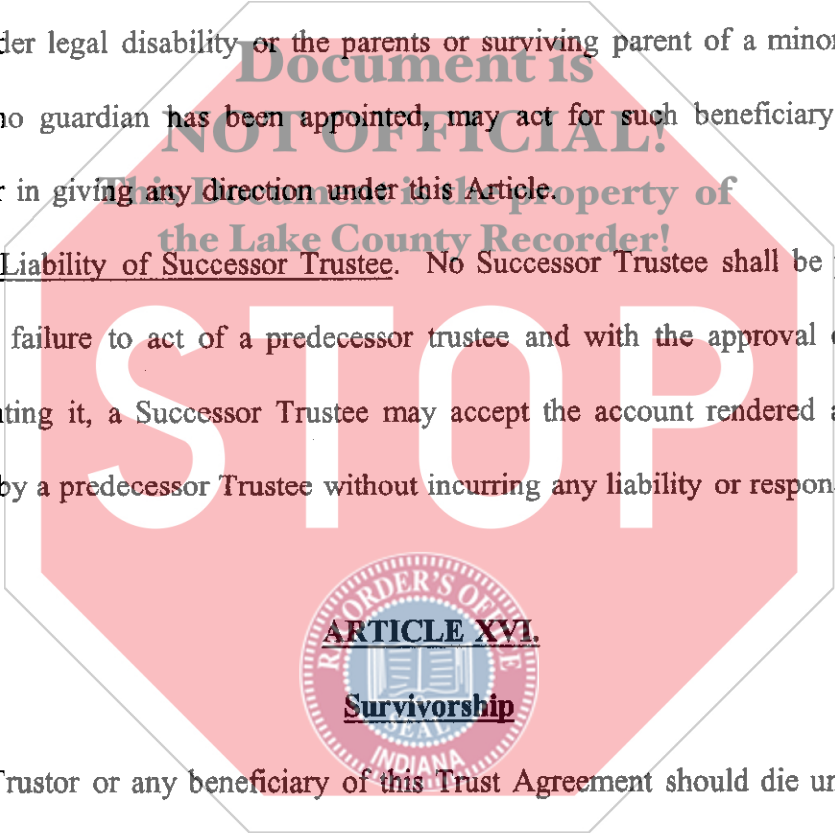 der legal disability or the parents or surviving parent of a minor
Document is
no guardian has been appointed, may act for such beneficiary
NOT OFFICIAL!
in giving any direction under this Article.
This Document is the property of
the Lake County Recorder!
Liability of Successor Trustee. No Successor Trustee shall be
failure to act of a predecessor trustee and with the approval
STOP
ting it, a Successor Trustee may accept the account rendered
by a predecessor Trustee without incurring any liability or respon
RECORDER'S OFFICE
ARTICLE XVI.
Survivorship
SEAL
INDIANA
Trustor or any beneficiary of this Trust Agreement should die un